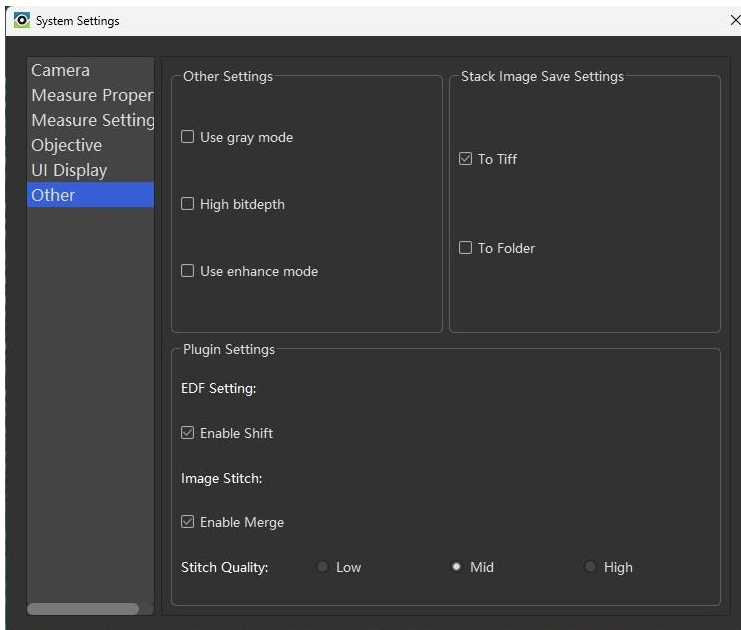 System Settings
Camera
Measure Proper
Measure Setting
Objective
UI Display
Other
Other Settings
Use gray mode
High bitdepth
Use enhance mode
Stack Image Save Settings
To Tiff
To Folder
Plugin Settings
EDF Setting:
Enable Shift
Image Stitch:
Enable Merge
Stitch Quality: Low Mid High